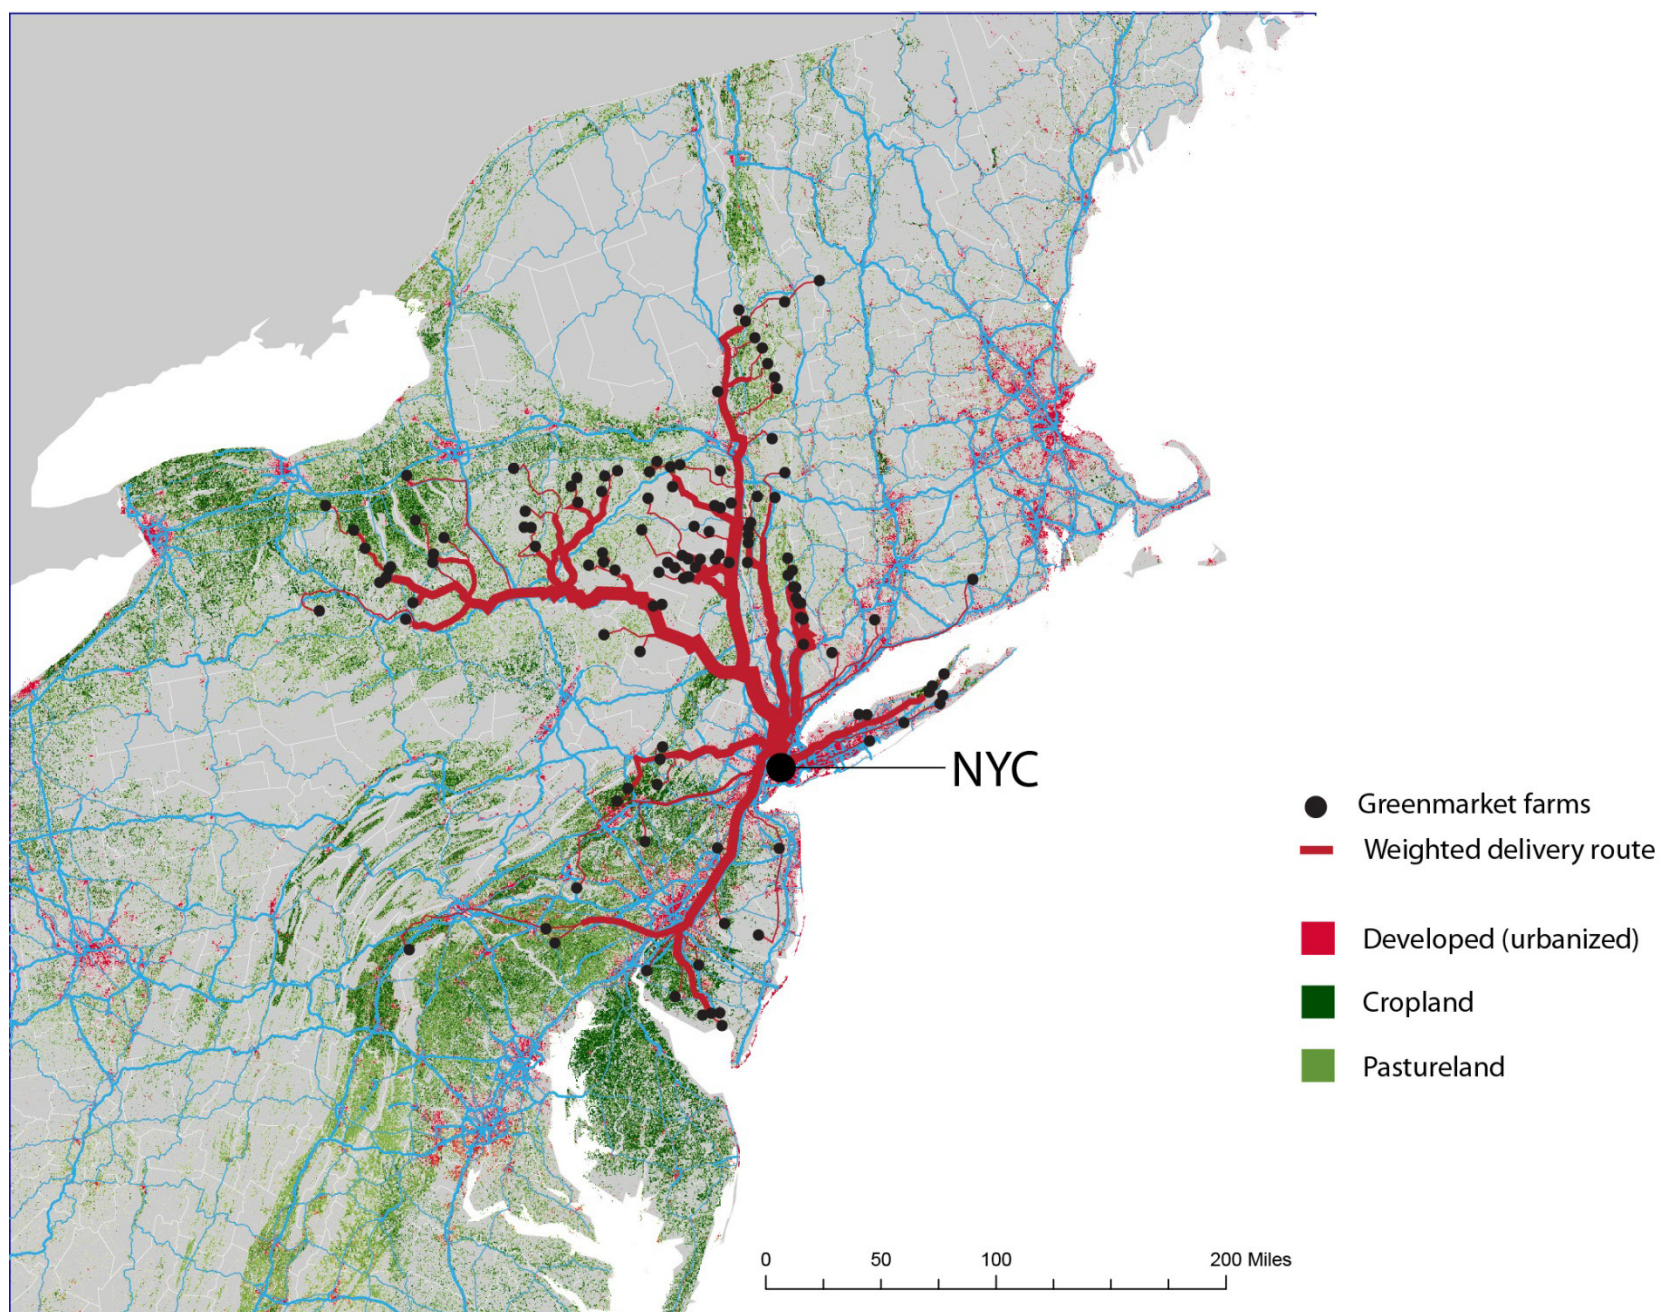 NYC
Greenmarket farms
Weighted delivery route
Developed (urbanized)
Cropland
Pastureland
0 50 100 200 Miles